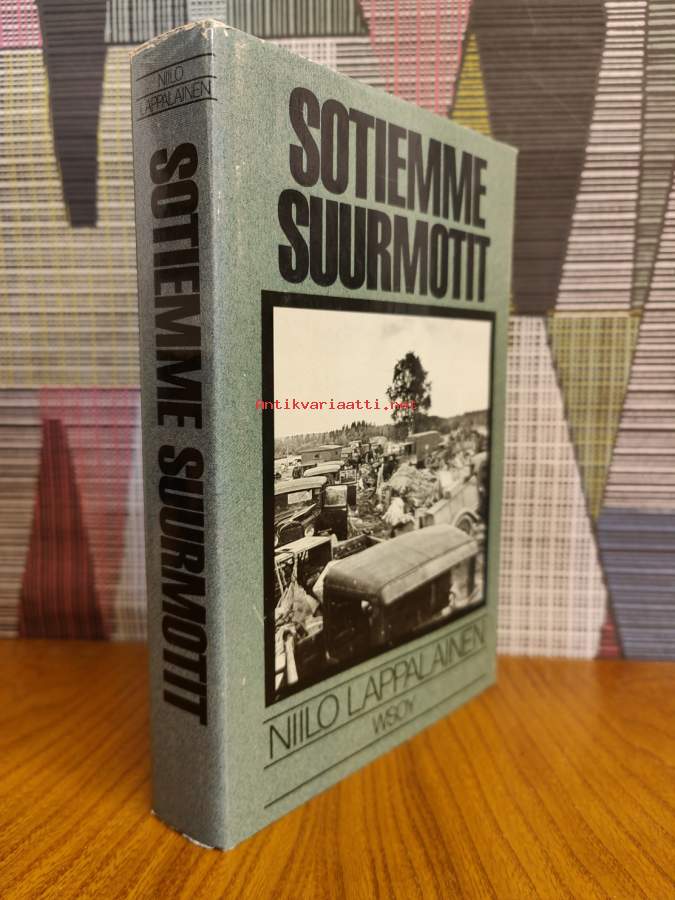 NIILO
LAPPALAINEN
SOTIEMME SUURMOTIT
SOTIEMME
SUURMOTIT
antikvariaatti.net
NIILO LAPPALAINEN
WSOY